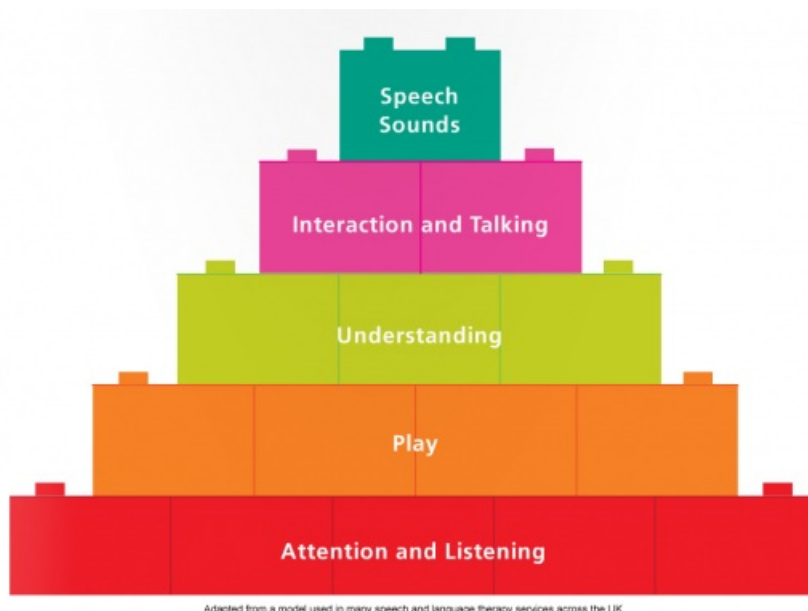 Speech
Sounds
Interaction and Talking
Understanding
Play
Attention and Listening
Adapted from a model used in many speech and language therapy services across the UK